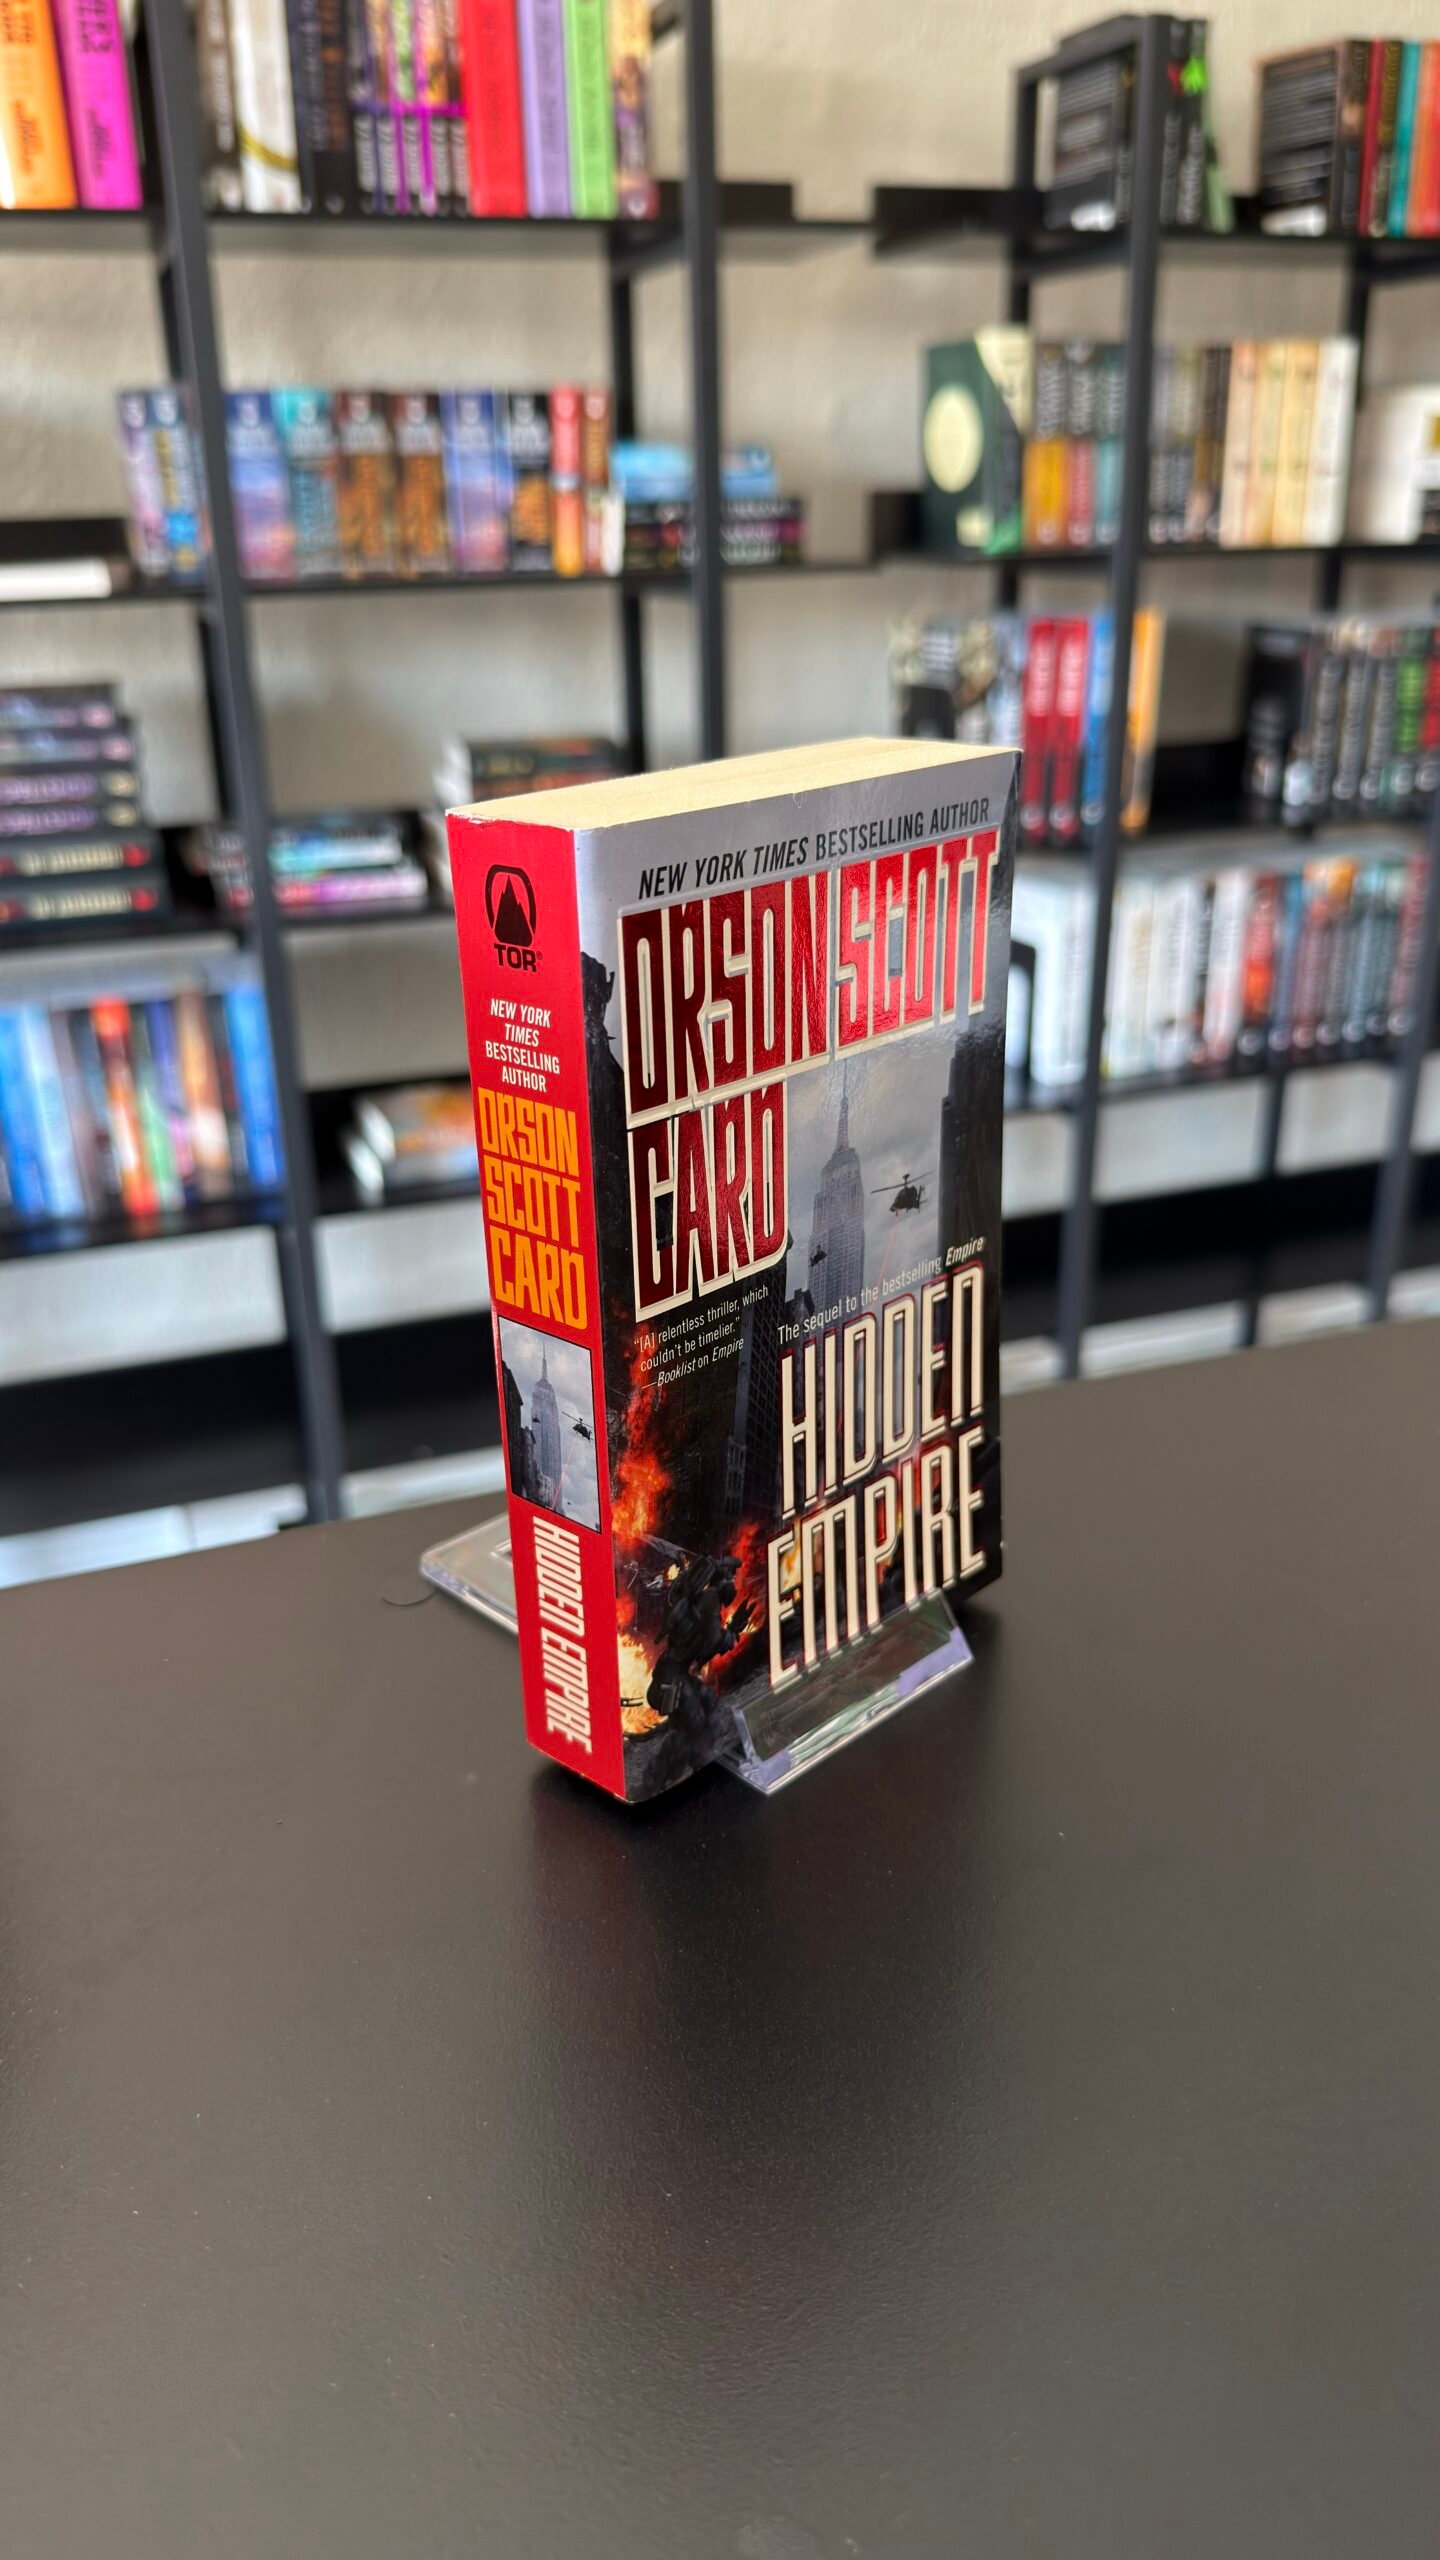 TOR®
NEW YORK
TIMES
BESTSELLING
AUTHOR
ORSON
SCOTT
CARD
HIDDEN EMPIRE
NEW YORK TIMES BESTSELLING AUTHOR
ORSON SCOTT
CARD
"[A] relentless thriller, which
couldn't be timelier."
—Booklist on Empire
The sequel to the bestselling Empire
HIDDEN
EMPIRE